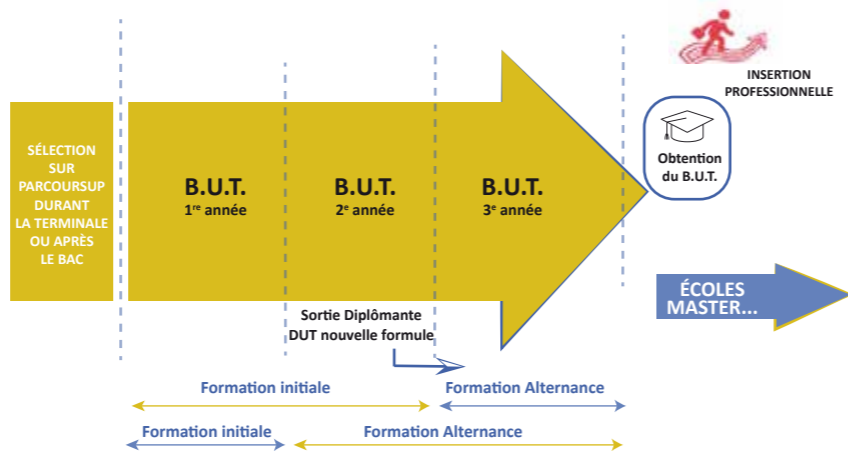 INSERTION
PROFESSIONNELLE
SÉLECTION
SUR
PARCOURSUP
DURANT
LA TERMINALE
OU APRÈS
LE BAC
B.U.T.
1re année
B.U.T.
2e année
B.U.T.
3e année
Obtention
du B.U.T.
ÉCOLES
MASTER...
Sortie Diplômante
DUT nouvelle formule
Formation initiale
Formation Alternance
Formation initiale
Formation Alternance